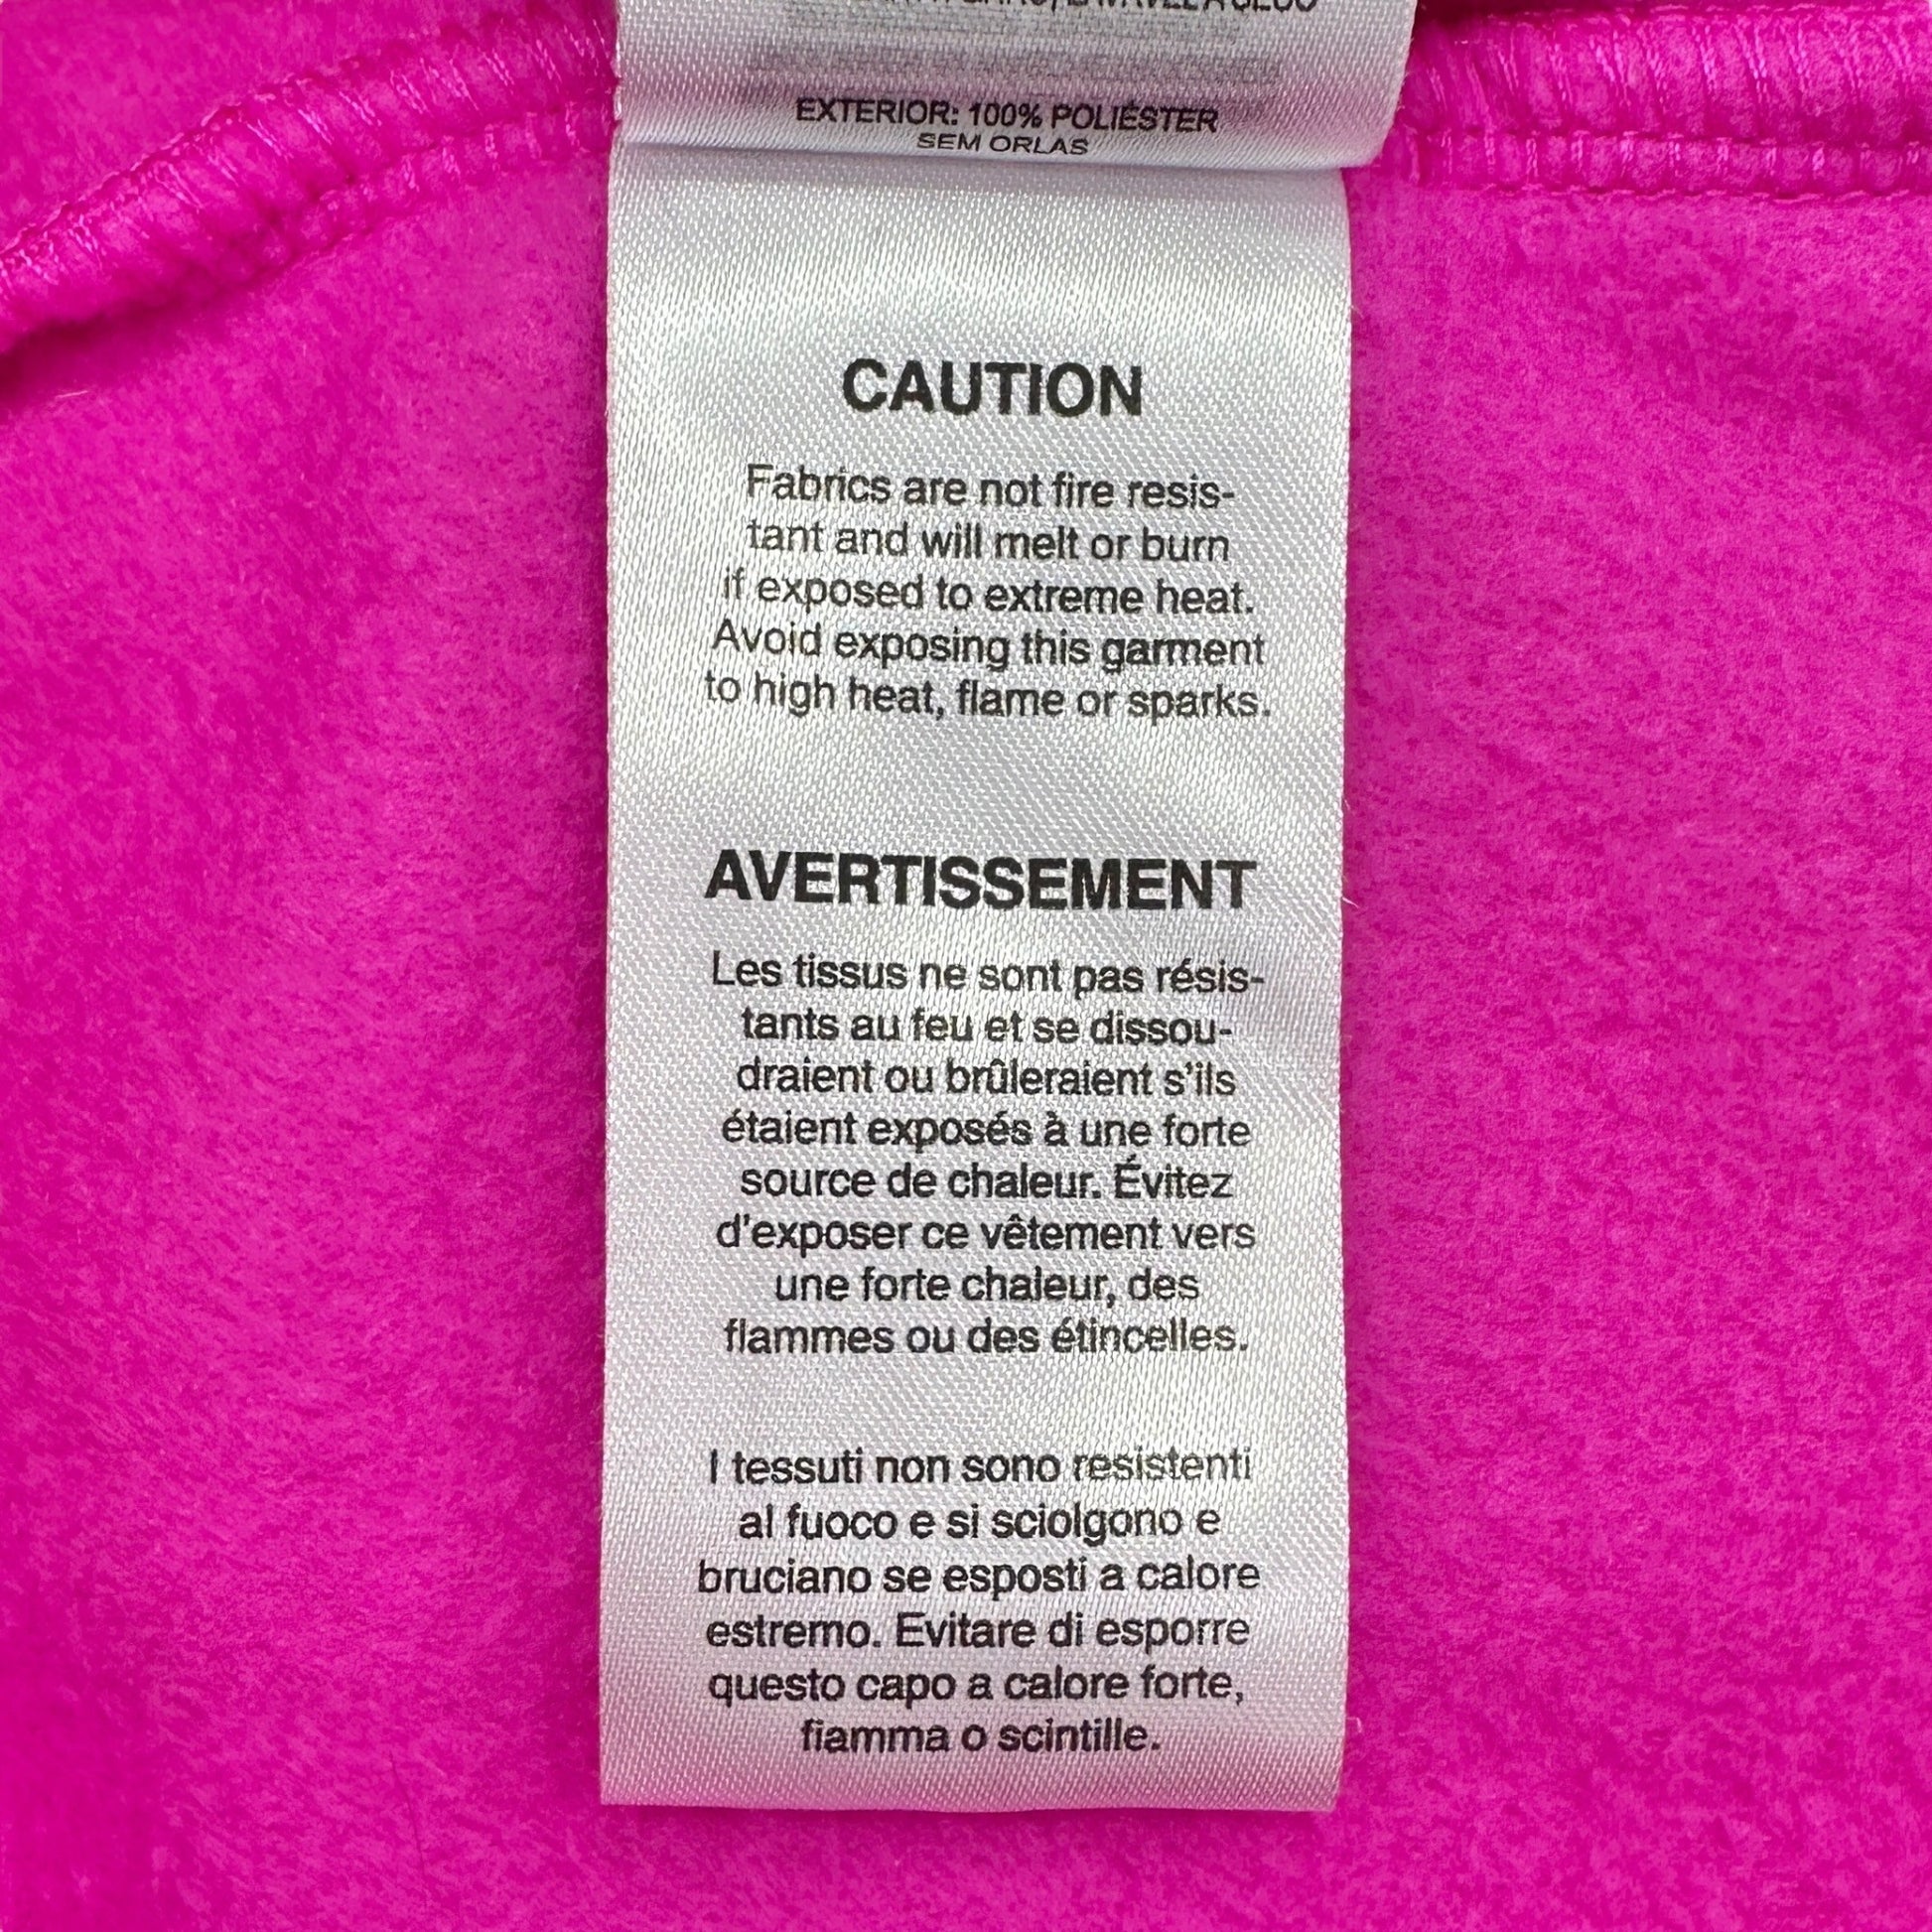 EXTERIOR: 100% POLIÉSTER
SEM ORLAS
CAUTION
Fabrics are not fire resis-
tant and will melt or burn
if exposed to extreme heat.
Avoid exposing this garment
to high heat, flame or sparks.
AVERTISSEMENT
Les tissus ne sont pas résis-
tants au feu et se dissou-
draient ou brûleraient s'ils
étaient exposés à une forte
source de chaleur. Évitez
d'exposer ce vêtement vers
une forte chaleur, des
flammes ou des étincelles.
I tessuti non sono resistenti
al fuoco e si sciolgono e
bruciano se esposti a calore
estremo. Evitare di esporre
questo capo a calore forte,
fiamma o scintille.